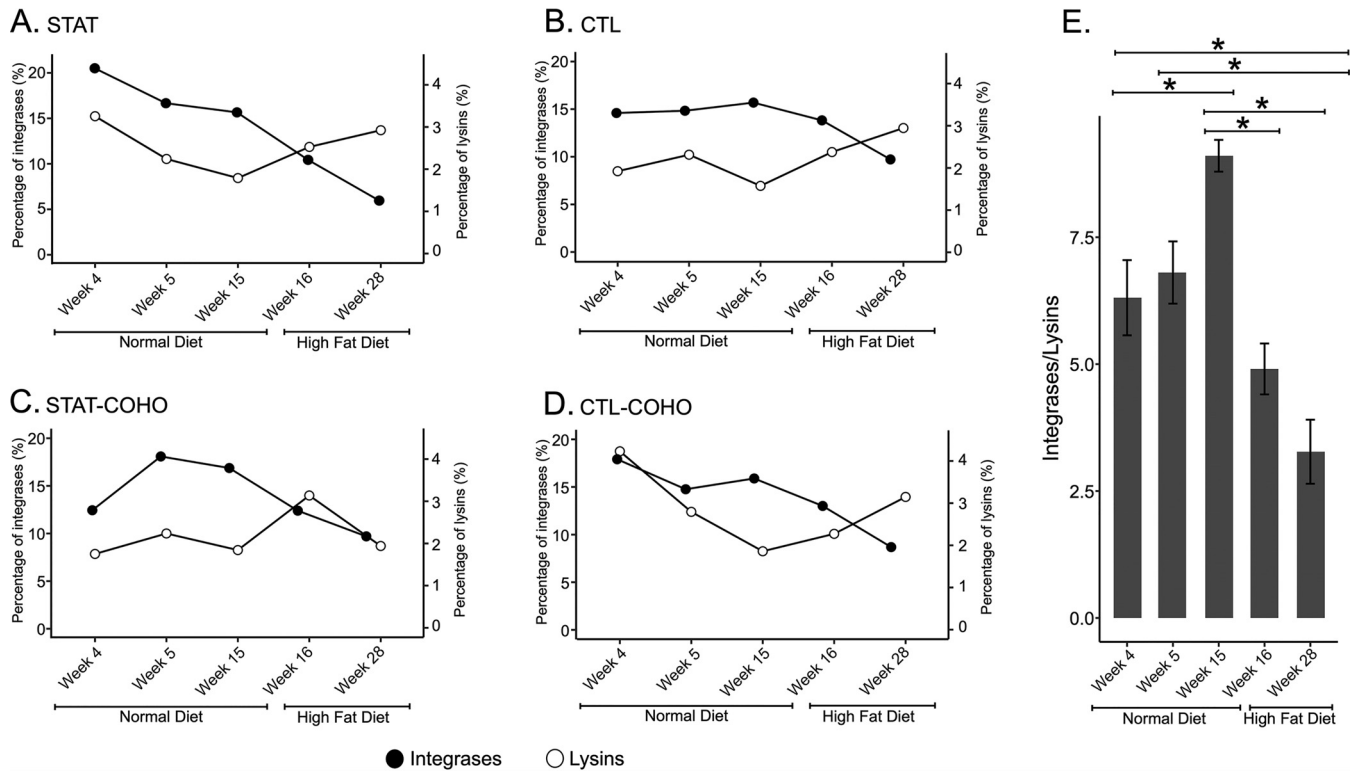 A. STAT
Percentage of integrases (%)
20
15
10
5
0
4
3
2
1
0
Percentage of lysins (%)
Week 4
Week 5
Week 15
Week 16
Week 28
Normal Diet
High Fat Diet
B. CTL
Percentage of integrases (%)
20
15
10
5
0
4
3
2
1
0
Percentage of lysins (%)
Week 4
Week 5
Week 15
Week 16
Week 28
Normal Diet
High Fat Diet
C. STAT-COHO
Percentage of integrases (%)
20
15
10
5
0
4
3
2
1
0
Percentage of lysins (%)
Week 4
Week 5
Week 15
Week 16
Week 28
Normal Diet
High Fat Diet
D. CTL-COHO
Percentage of integrases (%)
20
15
10
5
0
4
3
2
1
0
Percentage of lysins (%)
Week 4
Week 5
Week 15
Week 16
Week 28
Normal Diet
High Fat Diet
Integrases
Lysins
E.
*
*
*
*
*
Integrases/Lysins
7.5
5.0
2.5
0.0
Week 4
Week 5
Week 15
Week 16
Week 28
Normal Diet
High Fat Diet